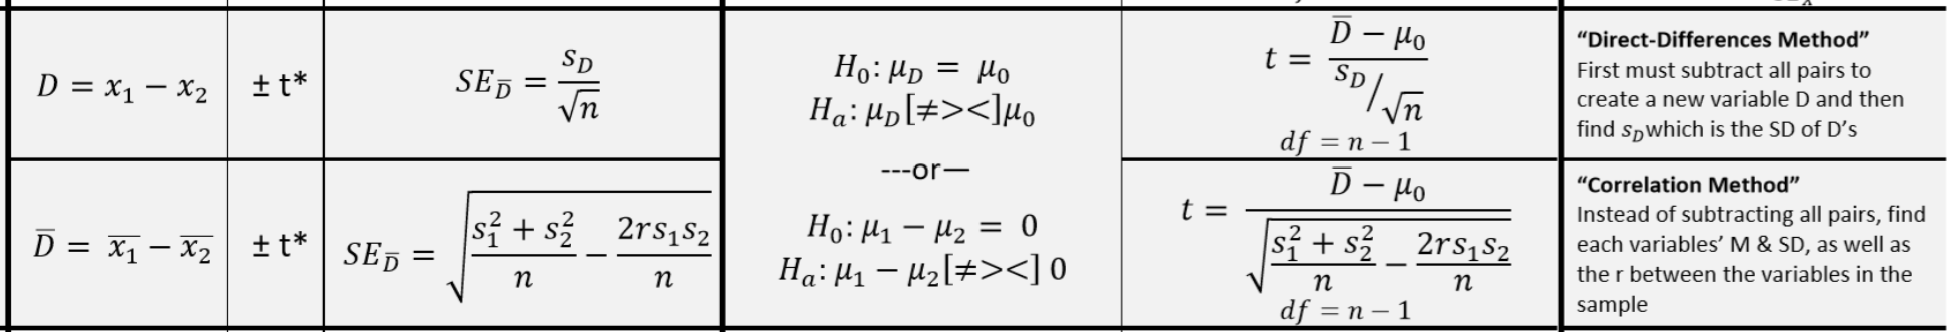 D = x₁ − x₂
± t*
SE_D̅ = s_D / √n
H₀: μ_D = μ₀
Hₐ: μ_D[≠><]μ₀
---or—
H₀: μ₁ − μ₂ = 0
Hₐ: μ₁ − μ₂[≠><] 0
t = (D̅ − μ₀) / (s_D / √n)
df = n − 1
"Direct-Differences Method"
First must subtract all pairs to
create a new variable D and then
find s_D which is the SD of D's
D̅ = x̅₁ − x̅₂
± t*
SE_D̅ = √((s₁² + s₂²)/n − 2rs₁s₂/n)
t = (D̅ − μ₀) / √((s₁² + s₂²)/n − 2rs₁s₂/n)
df = n − 1
"Correlation Method"
Instead of subtracting all pairs, find
each variables' M & SD, as well as
the r between the variables in the
sample